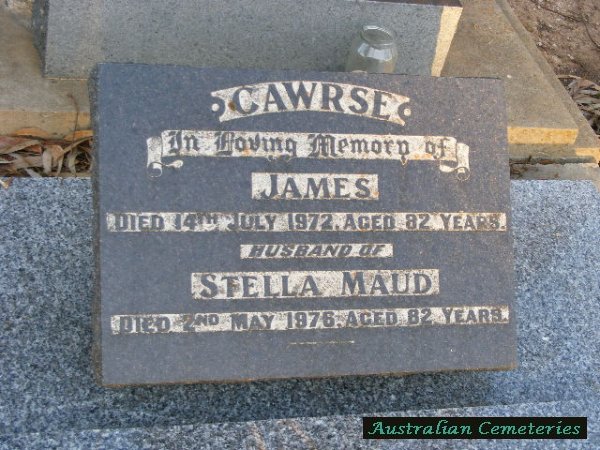 CAWRSE
In Loving Memory of
JAMES
DIED 14TH JULY 1972. AGED 82 YEARS.
HUSBAND OF
STELLA MAUD
DIED 2ND MAY 1976. AGED 82 YEARS.
Australian Cemeteries